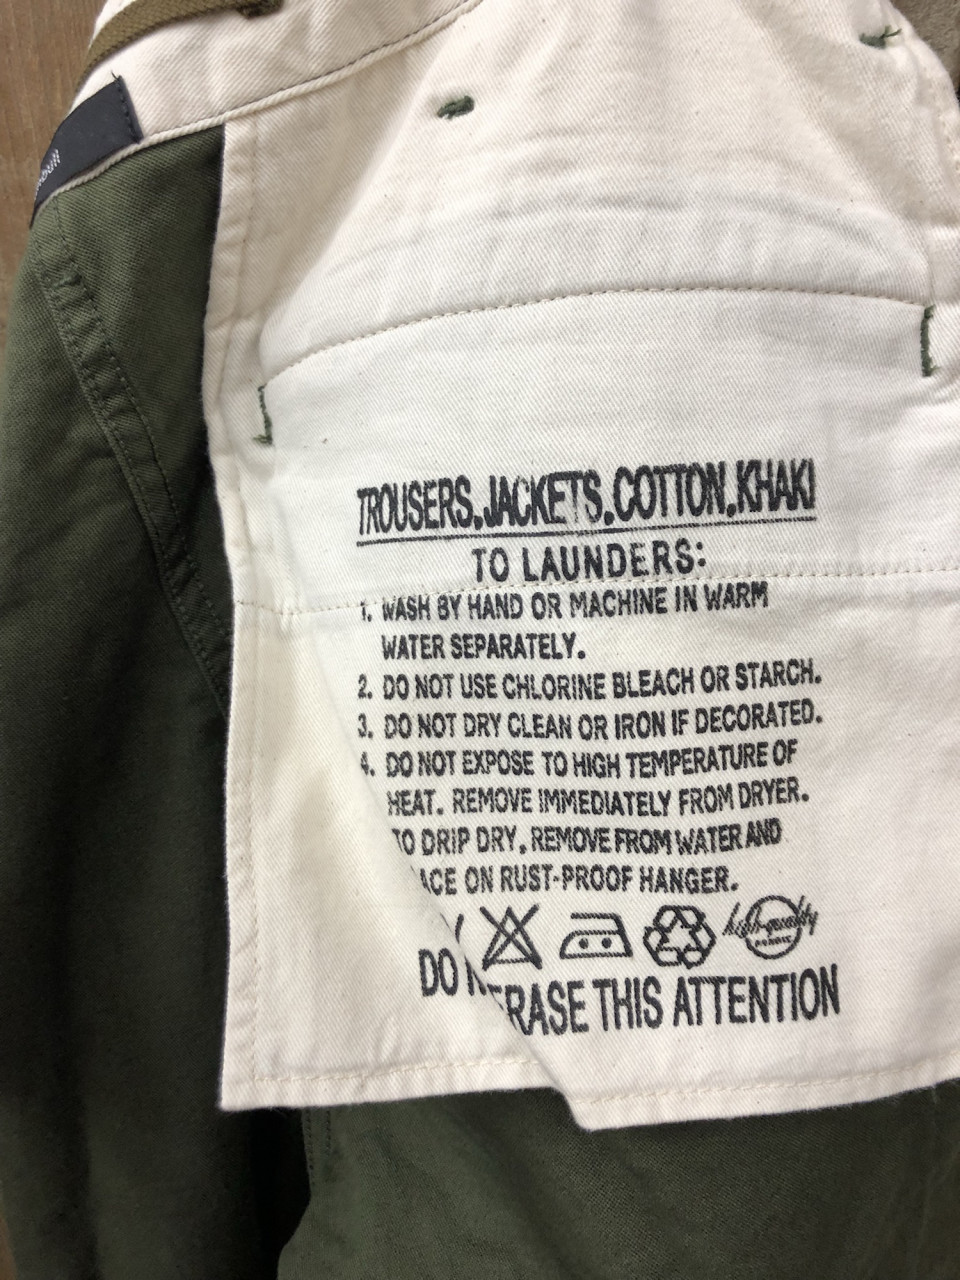 TROUSERS.JACKETS.COTTON.KHAKI
TO LAUNDERS:
1. WASH BY HAND OR MACHINE IN WARM
WATER SEPARATELY.
2. DO NOT USE CHLORINE BLEACH OR STARCH.
3. DO NOT DRY CLEAN OR IRON IF DECORATED.
4. DO NOT EXPOSE TO HIGH TEMPERATURE OF
HEAT. REMOVE IMMEDIATELY FROM DRYER.
TO DRIP DRY, REMOVE FROM WATER AND
ON RUST-PROOF HANGER.
high-quality
DO THIS ATTENTION